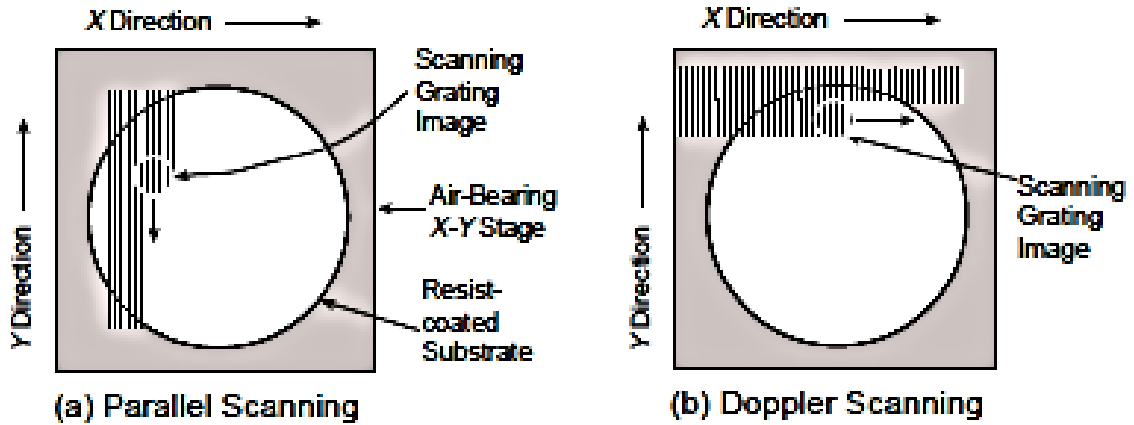 X Direction
Scanning
Grating
Image
Y Direction
Air-Bearing
X-Y Stage
Resist-
coated
Substrate
(a) Parallel Scanning
X Direction
Y Direction
Scanning
Grating
Image
(b) Doppler Scanning